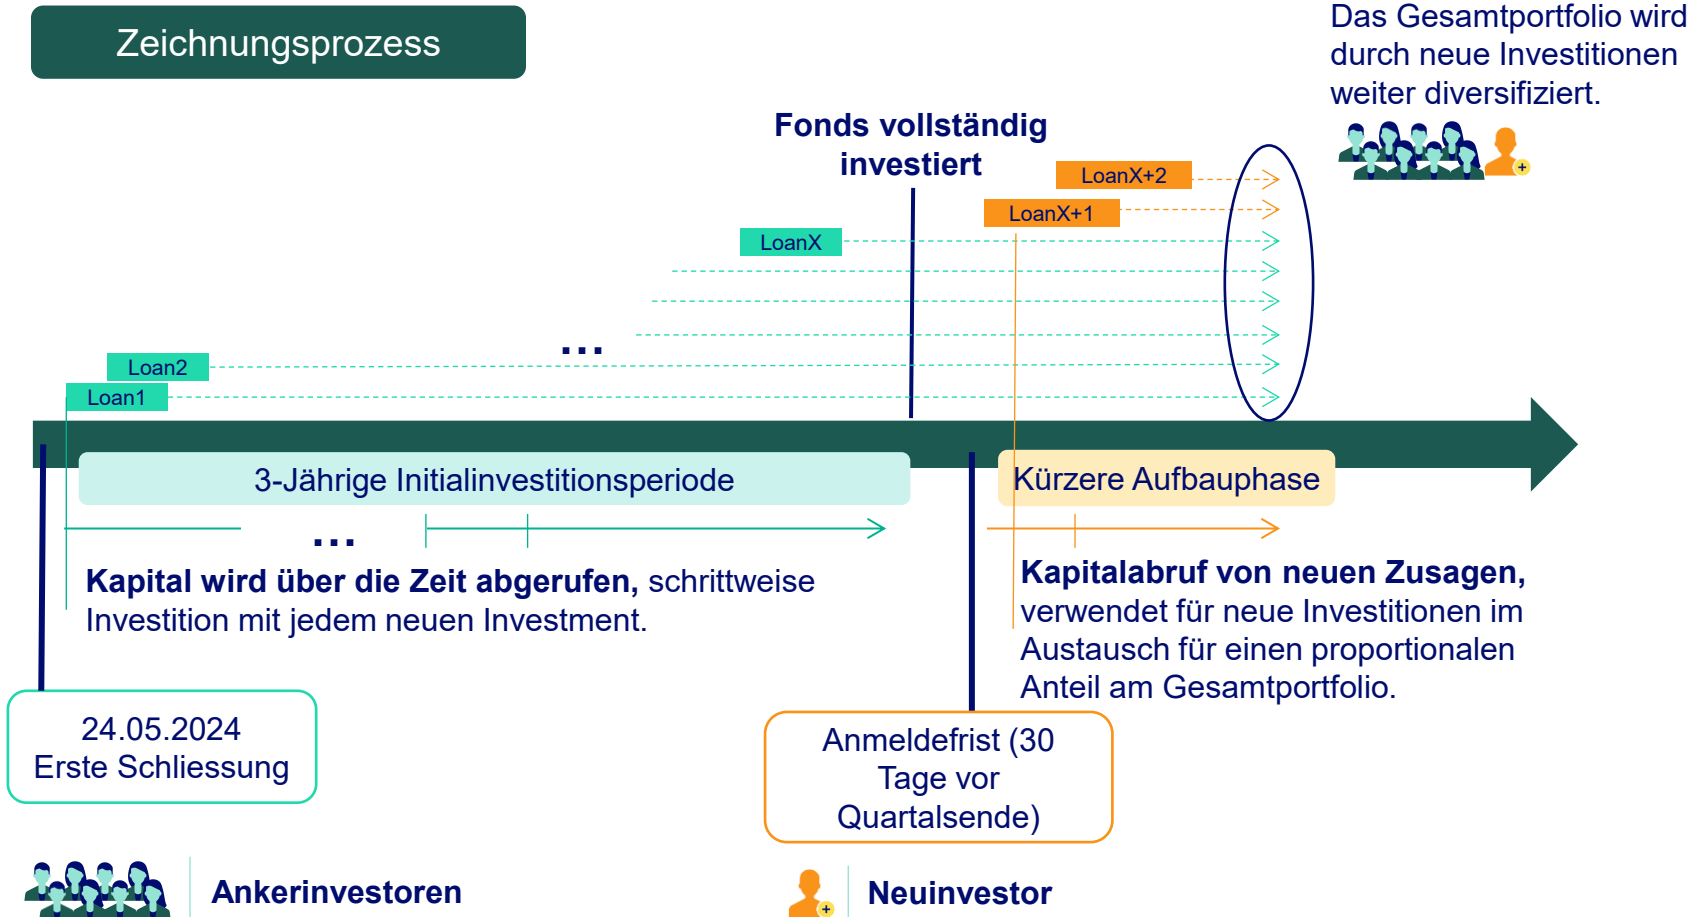 Zeichnungsprozess
Das Gesamtportfolio wird
durch neue Investitionen
weiter diversifiziert.
Fonds vollständig
investiert
LoanX+2
LoanX+1
LoanX
...
Loan2
Loan1
3-Jährige Initialinvestitionsperiode
Kürzere Aufbauphase
...
Kapital wird über die Zeit abgerufen, schrittweise
Investition mit jedem neuen Investment.
Kapitalabruf von neuen Zusagen,
verwendet für neue Investitionen im
Austausch für einen proportionalen
Anteil am Gesamtportfolio.
24.05.2024
Erste Schliessung
Anmeldefrist (30
Tage vor
Quartalsende)
Ankerinvestoren
Neuinvestor